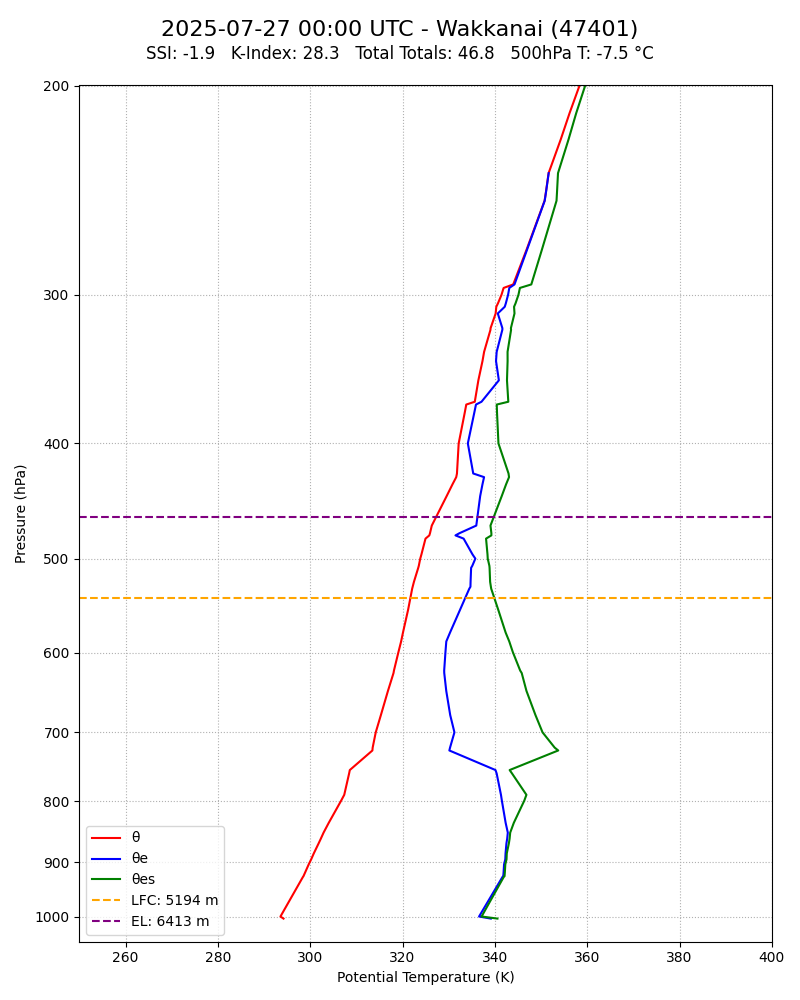 2025-07-27 00:00 UTC - Wakkanai (47401)
SSI: -1.9   K-Index: 28.3   Total Totals: 46.8   500hPa T: -7.5 °C
200
300
400
500
600
700
800
900
1000
Pressure (hPa)
θ
θe
θes
LFC: 5194 m
EL: 6413 m
260 280 300 320 340 360 380 400
Potential Temperature (K)